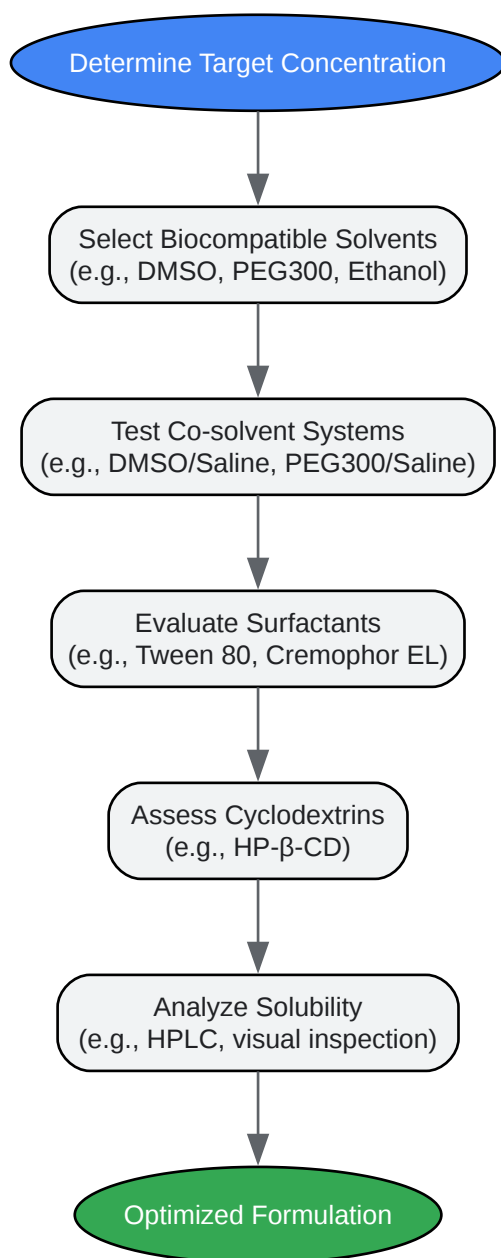 Determine Target Concentration
Select Biocompatible Solvents
(e.g., DMSO, PEG300, Ethanol)
Test Co-solvent Systems
(e.g., DMSO/Saline, PEG300/Saline)
Evaluate Surfactants
(e.g., Tween 80, Cremophor EL)
Assess Cyclodextrins
(e.g., HP-β-CD)
Analyze Solubility
(e.g., HPLC, visual inspection)
Optimized Formulation